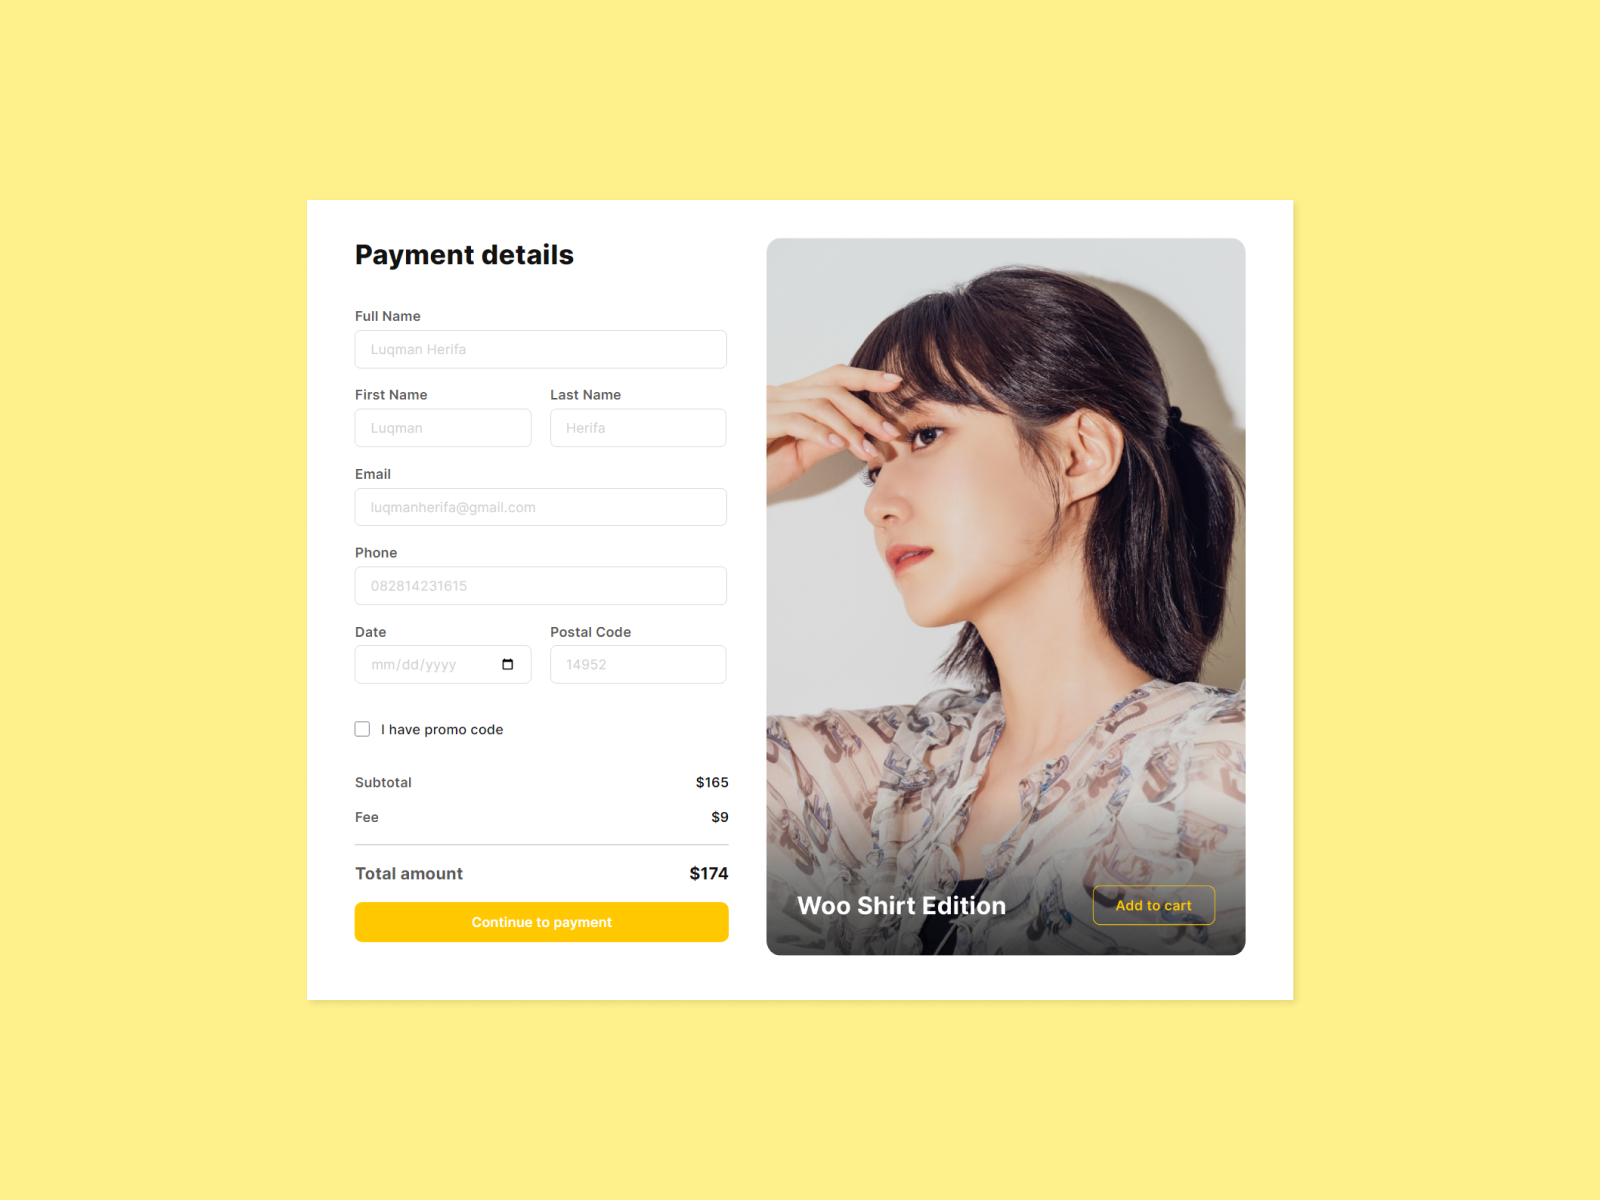 Payment details
Full Name
Luqman Herifa
First Name
Last Name
Luqman
Herifa
Email
luqmanherifa@gmail.com
Phone
082814231615
Date
Postal Code
mm/dd/yyyy
14952
I have promo code
Subtotal
$165
Fee
$9
Total amount
$174
Continue to payment
Woo Shirt Edition
Add to cart